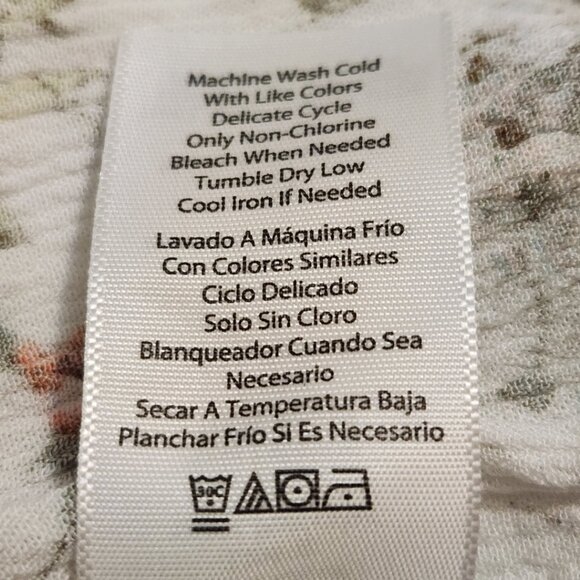 Machine Wash Cold
With Like Colors
Delicate Cycle
Only Non-Chlorine
Bleach When Needed
Tumble Dry Low
Cool Iron If Needed
Lavado A Máquina Frío
Con Colores Similares
Ciclo Delicado
Solo Sin Cloro
Blanqueador Cuando Sea
Necesario
Secar A Temperatura Baja
Planchar Frío Si Es Necesario
30C